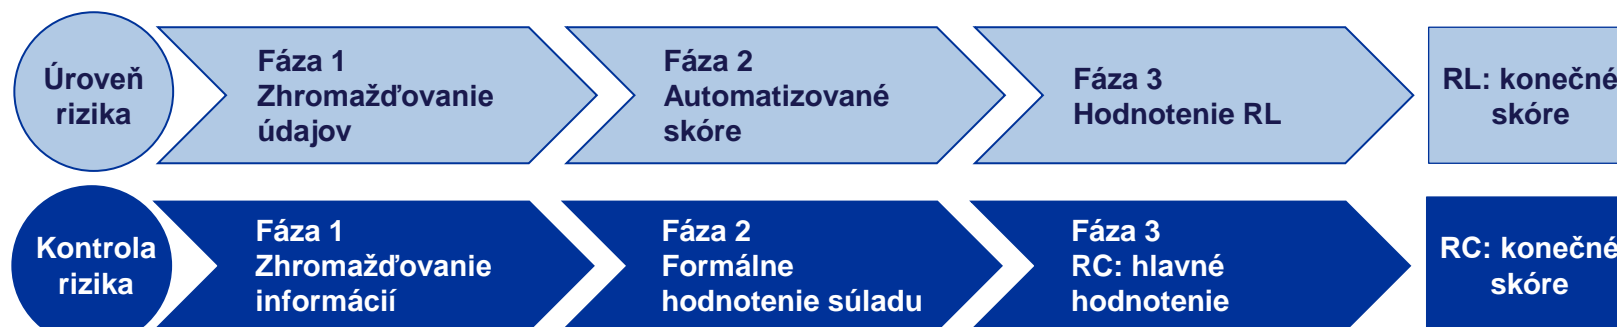 Úroveň
rizika
Fáza 1
Zhromažďovanie
údajov
Fáza 2
Automatizované
skóre
Fáza 3
Hodnotenie RL
RL: konečné
skóre
Kontrola
rizika
Fáza 1
Zhromažďovanie
informácií
Fáza 2
Formálne
hodnotenie súladu
Fáza 3
RC: hlavné
hodnotenie
RC: konečné
skóre